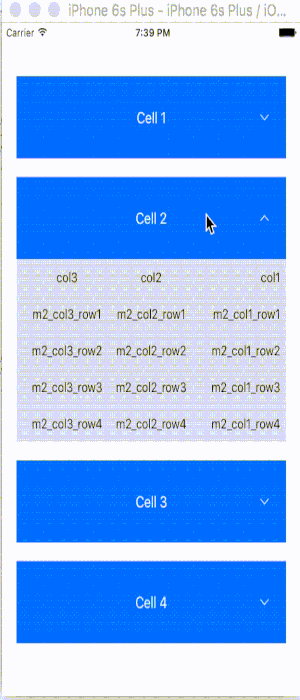 iPhone 6s Plus – iPhone 6s Plus / iO...
Carrier 7:39 PM
Cell 1
Cell 2
col3 col2 col1
m2_col3_row1 m2_col2_row1 m2_col1_row1
m2_col3_row2 m2_col2_row2 m2_col1_row2
m2_col3_row3 m2_col2_row3 m2_col1_row3
m2_col3_row4 m2_col2_row4 m2_col1_row4
Cell 3
Cell 4